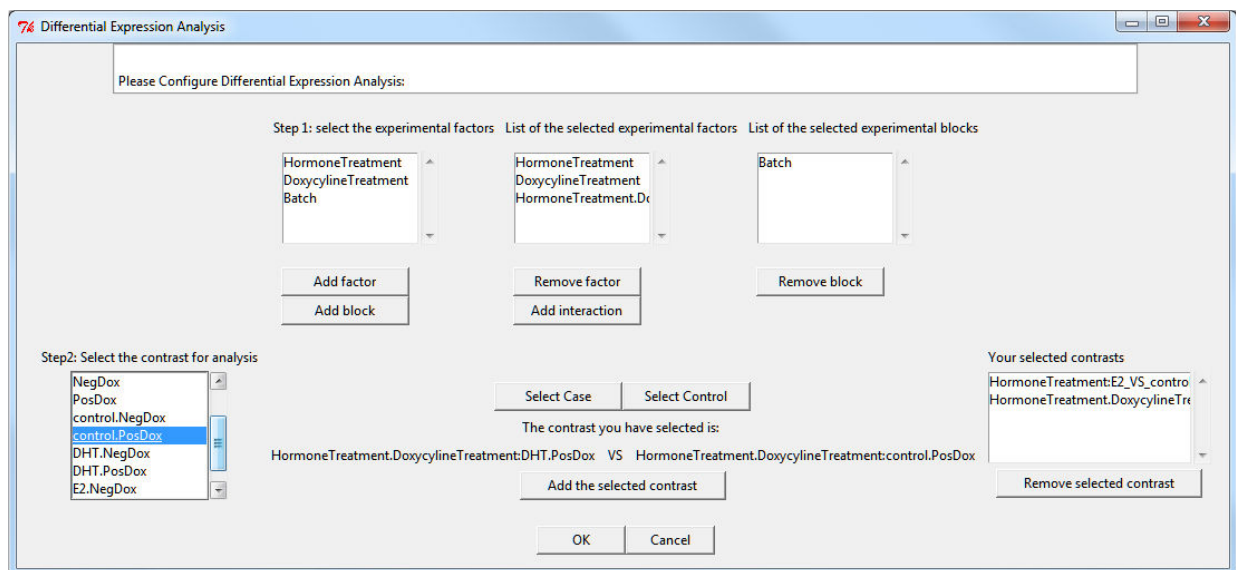 Differential Expression Analysis
Please Configure Differential Expression Analysis:
Step 1: select the experimental factors
List of the selected experimental factors
List of the selected experimental blocks
HormoneTreatment
DoxycylineTreatment
Batch
HormoneTreatment
DoxycylineTreatment
HormoneTreatment.Do
Batch
Add factor
Add block
Remove factor
Add interaction
Remove block
Step2: Select the contrast for analysis
NegDox
PosDox
control.NegDox
control.PosDox
DHT.NegDox
DHT.PosDox
E2.NegDox
Select Case
Select Control
The contrast you have selected is:
HormoneTreatment.DoxycylineTreatment:DHT.PosDox VS HormoneTreatment.DoxycylineTreatment:control.PosDox
Add the selected contrast
Your selected contrasts
HormoneTreatment:E2_VS_contro
HormoneTreatment.DoxycylineTre
Remove selected contrast
OK
Cancel